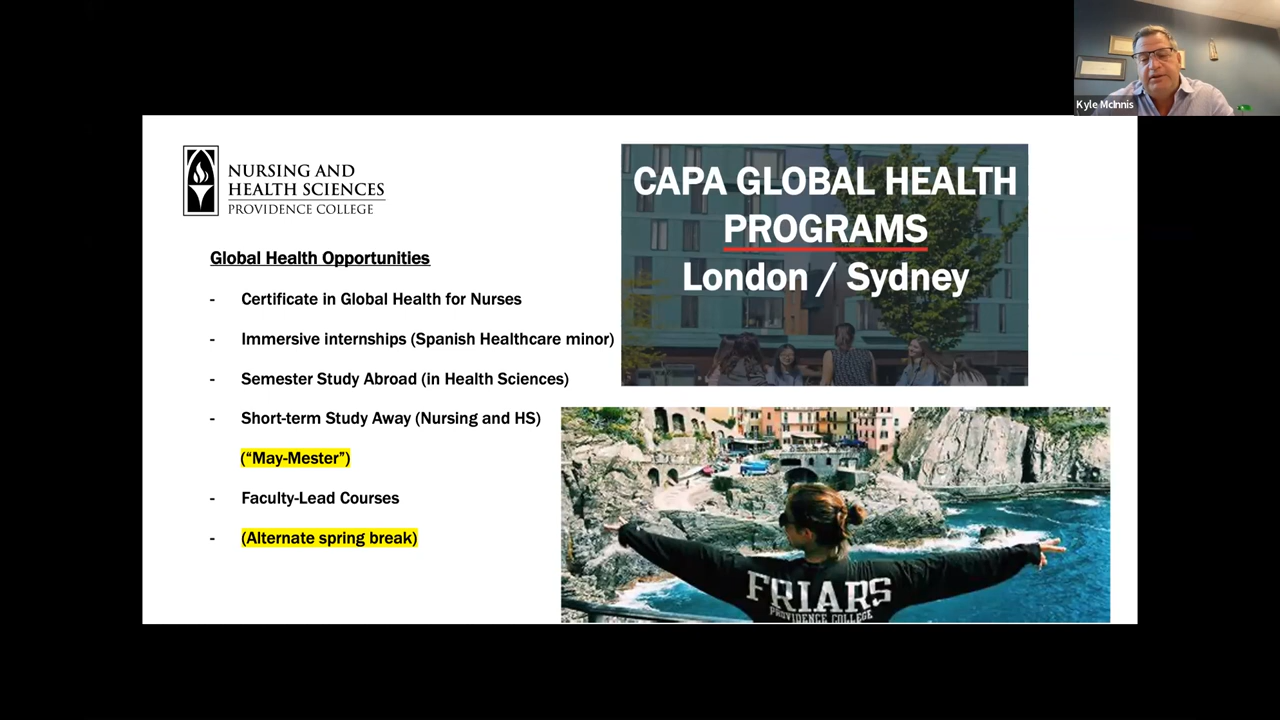 Kyle McInnis
NURSING AND
HEALTH SCIENCES
PROVIDENCE COLLEGE
Global Health Opportunities
- Certificate in Global Health for Nurses
- Immersive internships (Spanish Healthcare minor)
- Semester Study Abroad (in Health Sciences)
- Short-term Study Away (Nursing and HS)
(“May-Mester”)
- Faculty-Lead Courses
- (Alternate spring break)
CAPA GLOBAL HEALTH
PROGRAMS
London / Sydney
FRIARS
PROVIDENCE COLLEGE